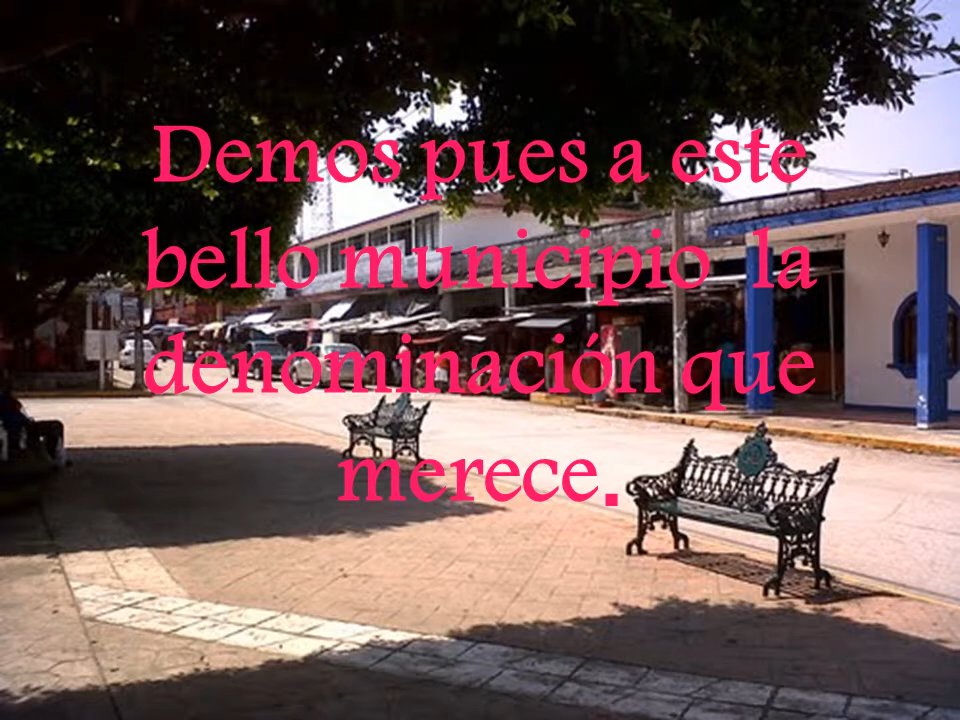 Demos pues a este
bello municipio la
denominación que
merece.